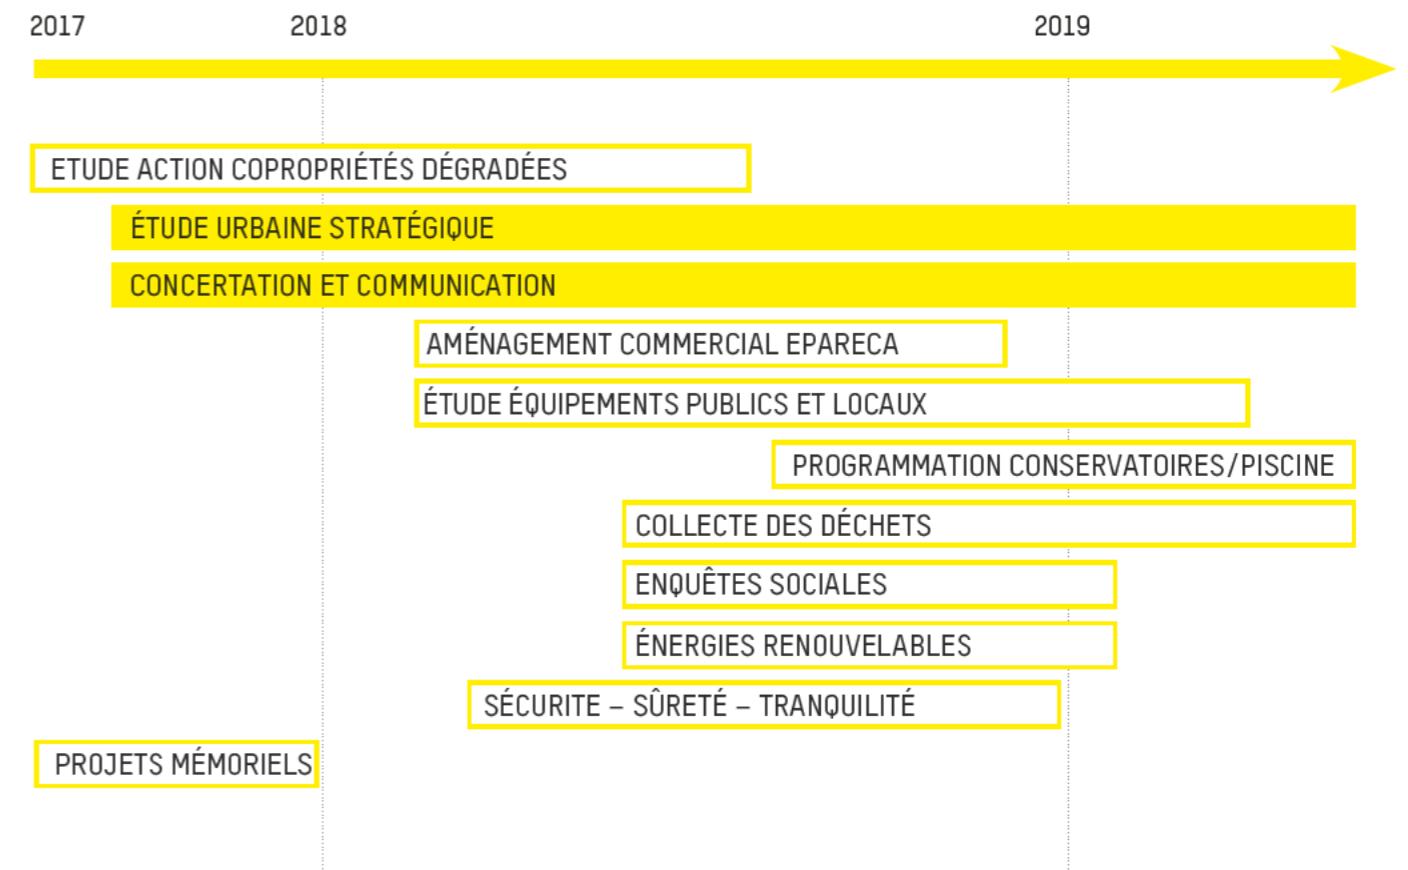 2017 2018 2019
ETUDE ACTION COPROPRIÉTÉS DÉGRADÉES
ÉTUDE URBAINE STRATÉGIQUE
CONCERTATION ET COMMUNICATION
AMÉNAGEMENT COMMERCIAL EPARECA
ÉTUDE ÉQUIPEMENTS PUBLICS ET LOCAUX
PROGRAMMATION CONSERVATOIRES/PISCINE
COLLECTE DES DÉCHETS
ENQUÊTES SOCIALES
ÉNERGIES RENOUVELABLES
SÉCURITE – SÛRETÉ – TRANQUILITÉ
PROJETS MÉMORIELS